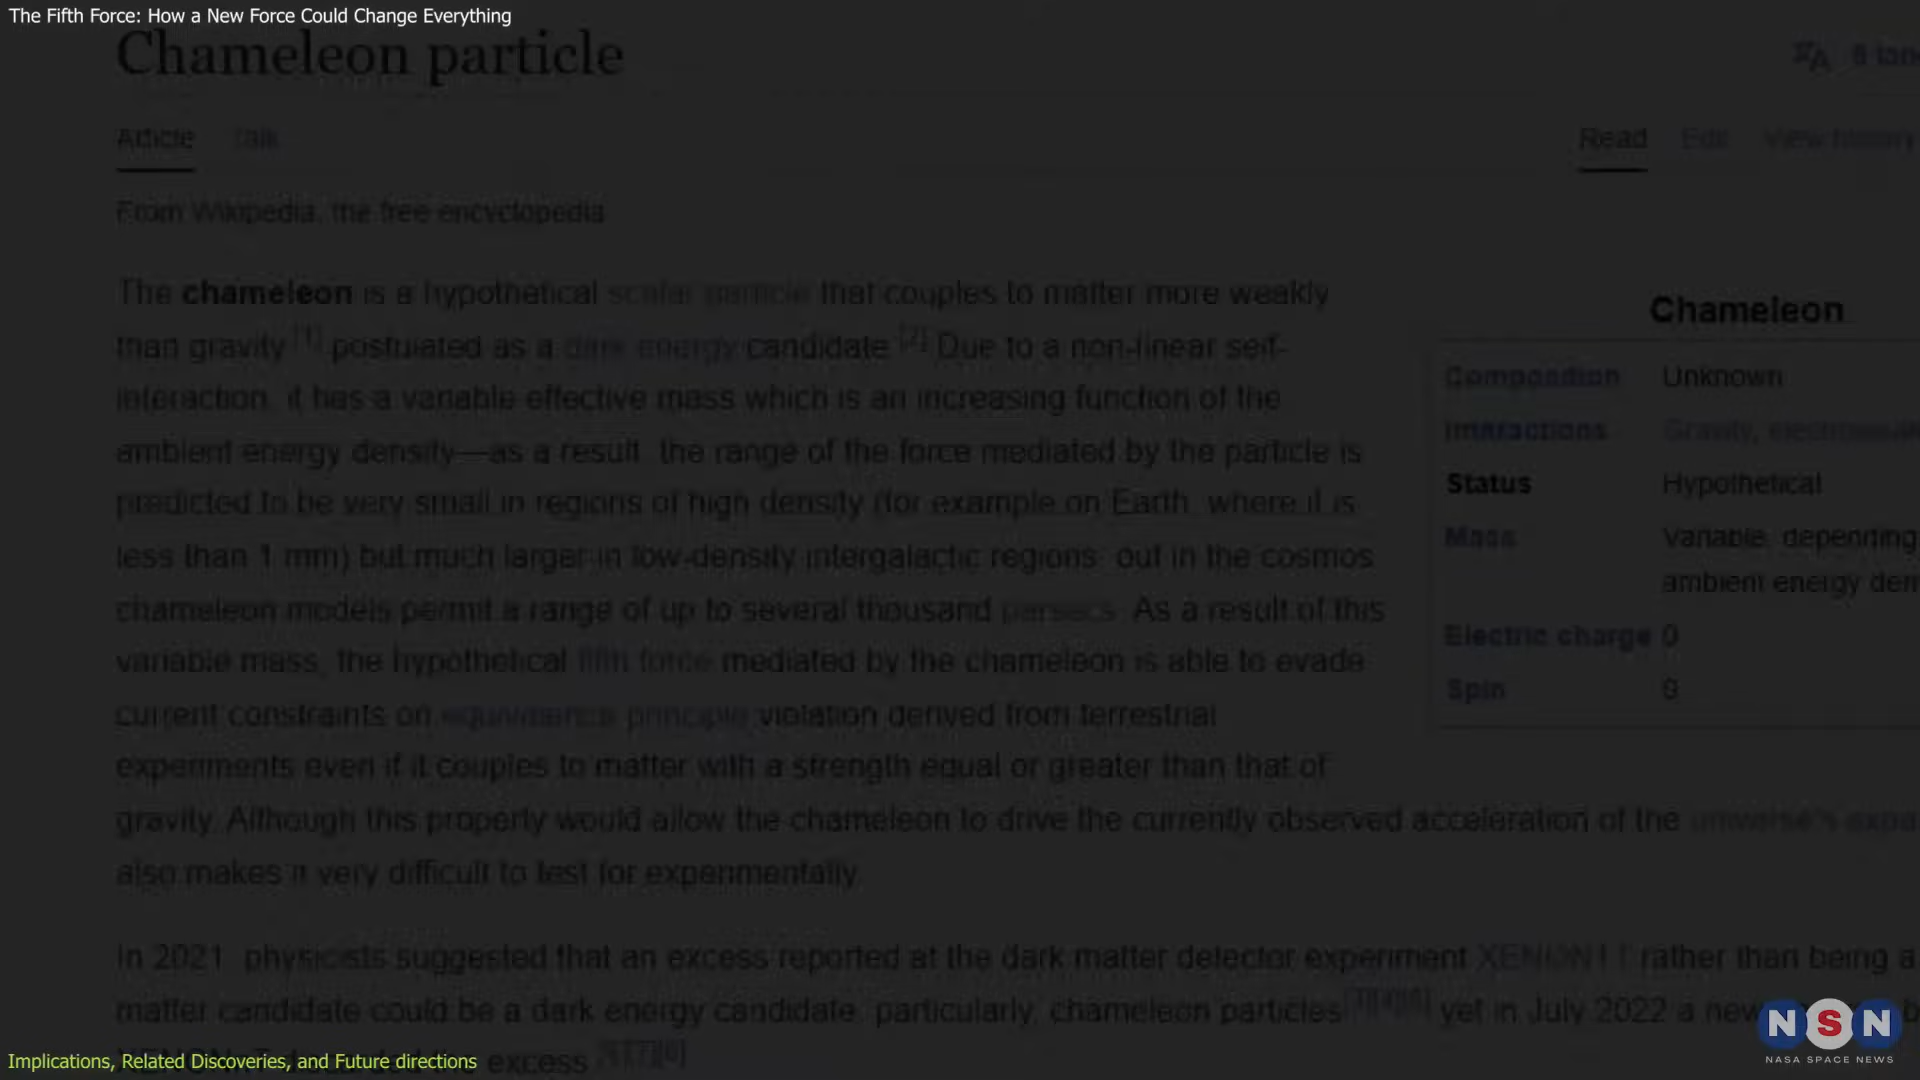 The Fifth Force: How a New Force Could Change Everything
Chameleon particle
Article Talk
Read Edit View history
From Wikipedia, the free encyclopedia
The chameleon is a hypothetical scalar particle that couples to matter more weakly
than gravity,[1] postulated as a dark energy candidate.[2] Due to a non-linear self-
interaction, it has a variable effective mass which is an increasing function of the
ambient energy density—as a result, the range of the force mediated by the particle is
predicted to be very small in regions of high density (for example on Earth, where it is
less than 1 mm) but much larger in low-density intergalactic regions: out in the cosmos
chameleon models permit a range of up to several thousand parsecs. As a result of this
variable mass, the hypothetical fifth force mediated by the chameleon is able to evade
current constraints on equivalence principle violation derived from terrestrial
experiments even if it couples to matter with a strength equal or greater than that of
gravity. Although this property would allow the chameleon to drive the currently observed acceleration of the universe's
also makes it very difficult to test for experimentally.
Chameleon
Composition Unknown
Interactions Gravity,
Status Hypothetical
Mass Variable, depending
ambient energy den
Electric charge 0
Spin 0
In 2021, physicists suggested that an excess reported at the dark matter detector experiment rather than being a
matter candidate could be a dark energy candidate: particularly, chameleon particles yet in July 2022 a new
the excess
Implications, Related Discoveries, and Future directions
NSN
NASA SPACE NEWS